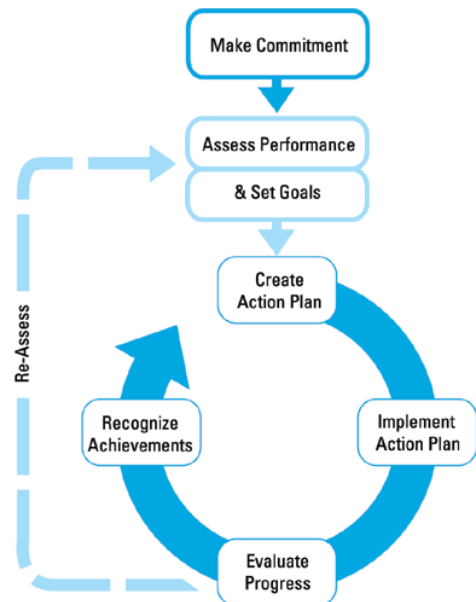 Make Commitment
Assess Performance
& Set Goals
Create
Action Plan
Re-Assess
Recognize
Achievements
Implement
Action Plan
Evaluate
Progress